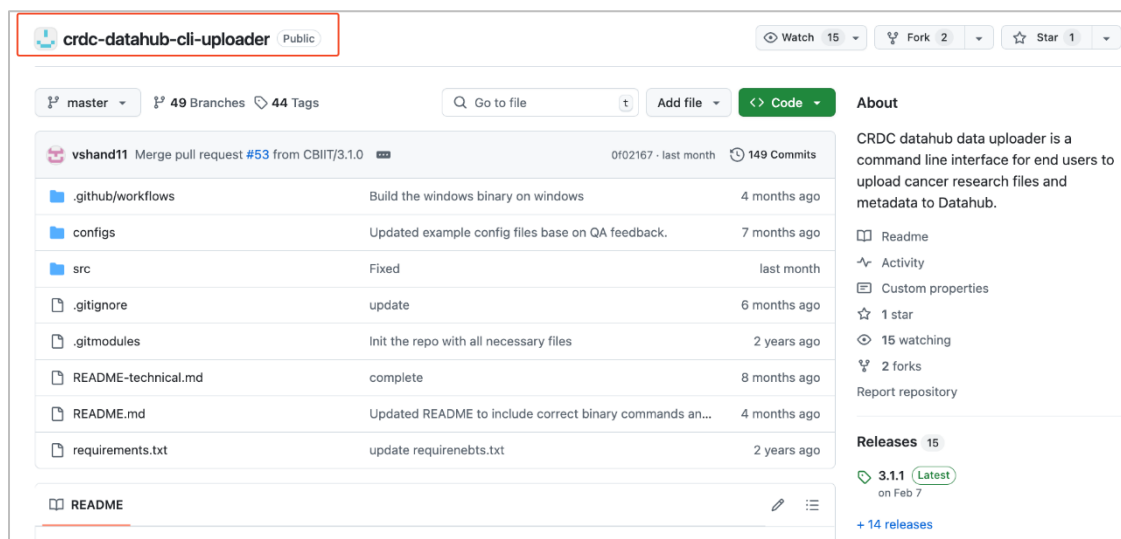 crdc-datahub-cli-uploader Public
Watch 15
Fork 2
Star 1
master
49 Branches
44 Tags
Go to file
t
Add file
<> Code
vshand11 Merge pull request #53 from CBIIT/3.1.0
0f02167 · last month
149 Commits
.github/workflows Build the windows binary on windows 4 months ago
configs Updated example config files base on QA feedback. 7 months ago
src Fixed last month
.gitignore update 6 months ago
.gitmodules Init the repo with all necessary files 2 years ago
README-technical.md complete 8 months ago
README.md Updated README to include correct binary commands an... 4 months ago
requirements.txt update requirenebts.txt 2 years ago
README
About
CRDC datahub data uploader is a
command line interface for end users to
upload cancer research files and
metadata to Datahub.
Readme
Activity
Custom properties
1 star
15 watching
2 forks
Report repository
Releases 15
3.1.1 Latest
on Feb 7
+ 14 releases